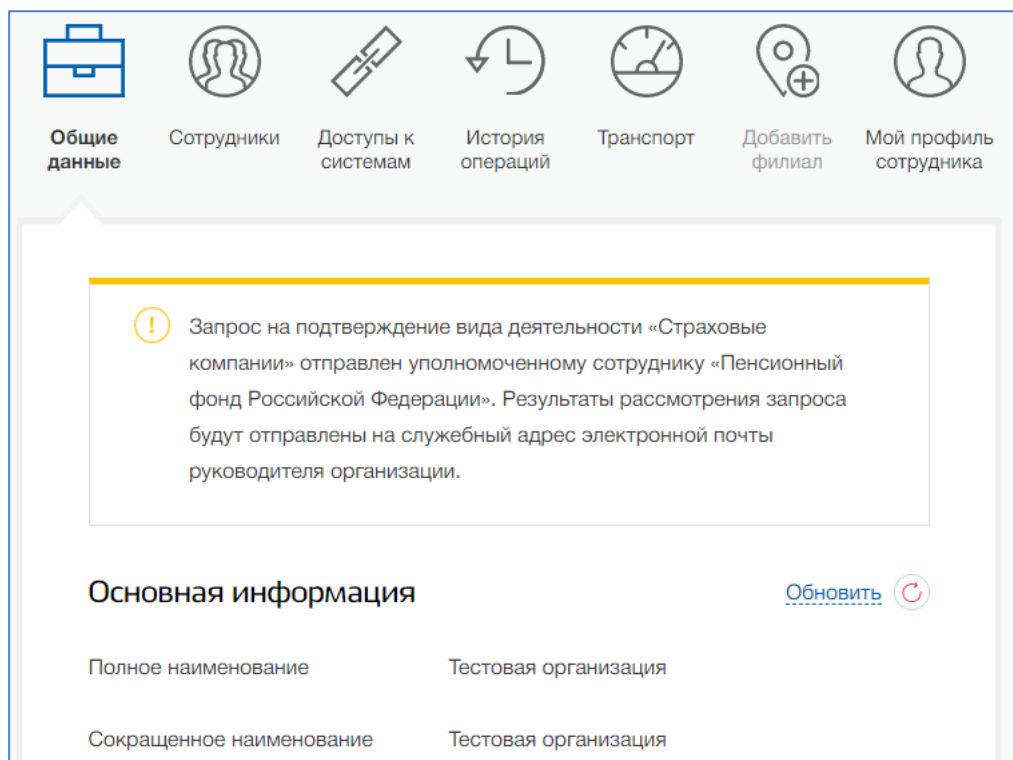 Общие данные
Сотрудники
Доступы к системам
История операций
Транспорт
Добавить филиал
Мой профиль сотрудника
Запрос на подтверждение вида деятельности «Страховые
компании» отправлен уполномоченному сотруднику «Пенсионный
фонд Российской Федерации». Результаты рассмотрения запроса
будут отправлены на служебный адрес электронной почты
руководителя организации.
Основная информация
Обновить
Полное наименование Тестовая организация
Сокращенное наименование Тестовая организация